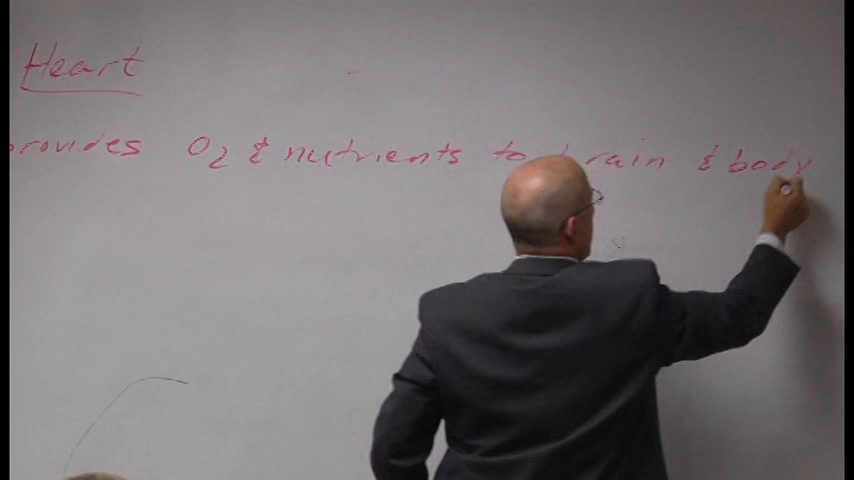 Heart
provides O₂ & nutrients to brain & body